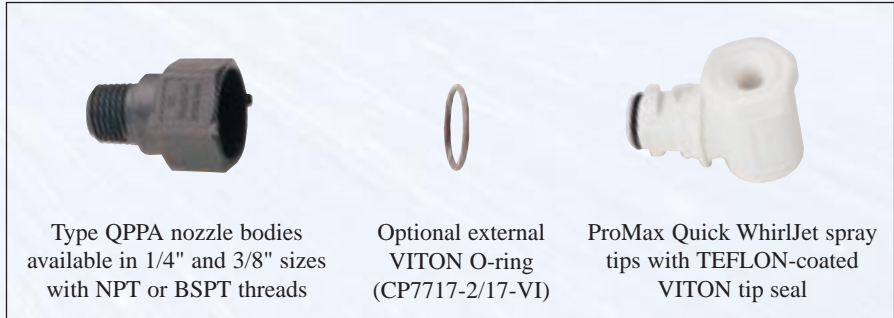 Type QPPA nozzle bodies
available in 1/4" and 3/8" sizes
with NPT or BSPT threads
Optional external
VITON O-ring
(CP7717-2/17-VI)
ProMax Quick WhirlJet spray
tips with TEFLON-coated
VITON tip seal